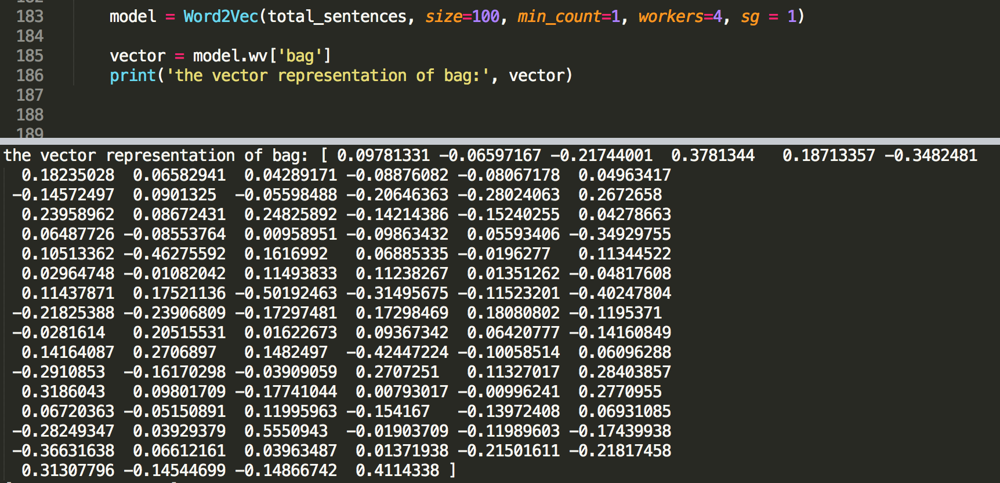 183 model = Word2Vec(total_sentences, size=100, min_count=1, workers=4, sg = 1)
184
185 vector = model.wv['bag']
186 print('the vector representation of bag:', vector)
187
188
189
the vector representation of bag: [ 0.09781331 -0.06597167 -0.21744001  0.3781344   0.18713357 -0.3482481
  0.18235028  0.06582941  0.04289171 -0.08876082 -0.08067178  0.04963417
 -0.14572497  0.0901325  -0.05598488 -0.20646363 -0.28024063  0.2672658
  0.23958962  0.08672431  0.24825892 -0.14214386 -0.15240255  0.04278663
  0.06487726 -0.08553764  0.00958951 -0.09863432  0.05593406 -0.34929755
  0.10513362 -0.46275592  0.1616992   0.06885335 -0.0196277   0.11344522
  0.02964748 -0.01082042  0.11493833  0.11238267  0.01351262 -0.04817608
  0.11437871  0.17521136 -0.50192463 -0.31495675 -0.11523201 -0.40247804
 -0.21825388 -0.23906809 -0.17297481  0.17298469  0.18080802 -0.1195371
 -0.0281614   0.20515531  0.01622673  0.09367342  0.06420777 -0.14160849
  0.14164087  0.2706897   0.1482497  -0.42447224 -0.10058514  0.06096288
 -0.2910853  -0.16170298 -0.03909059  0.2707251   0.11327017  0.28403857
  0.3186043   0.09801709 -0.17741044  0.00793017 -0.00996241  0.2770955
  0.06720363 -0.05150891  0.11995963 -0.154167   -0.13972408  0.06931085
 -0.28249347  0.03929379  0.5550943  -0.01903709 -0.11989603 -0.17439938
 -0.36631638  0.06612161  0.03963487  0.01371938 -0.21501611 -0.21817458
  0.31307796 -0.14544699 -0.14866742  0.4114338 ]